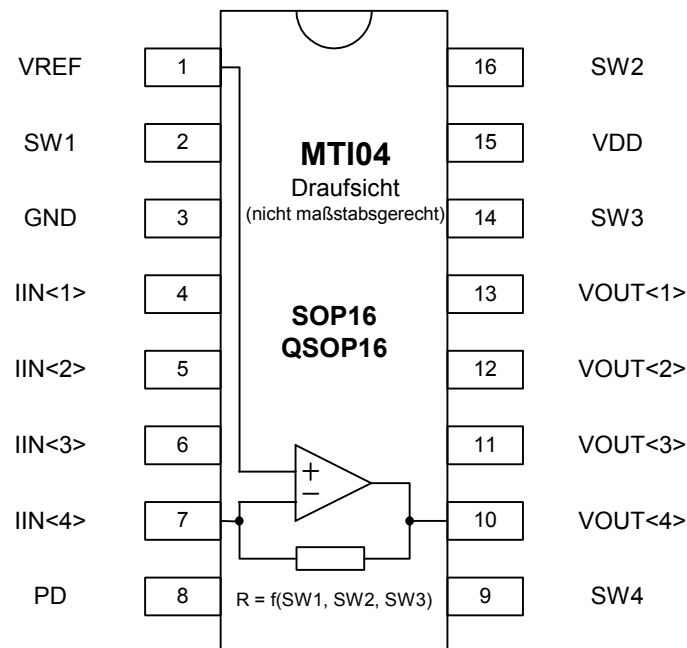 VREF 1 16 SW2
SW1 2 15 VDD
MTI04
Draufsicht
(nicht maßstabsgerecht)
GND 3 14 SW3
IIN<1> 4 13 VOUT<1>
SOP16
QSOP16
IIN<2> 5 12 VOUT<2>
IIN<3> 6 11 VOUT<3>
+
−
IIN<4> 7 10 VOUT<4>
PD 8 R = f(SW1, SW2, SW3) 9 SW4